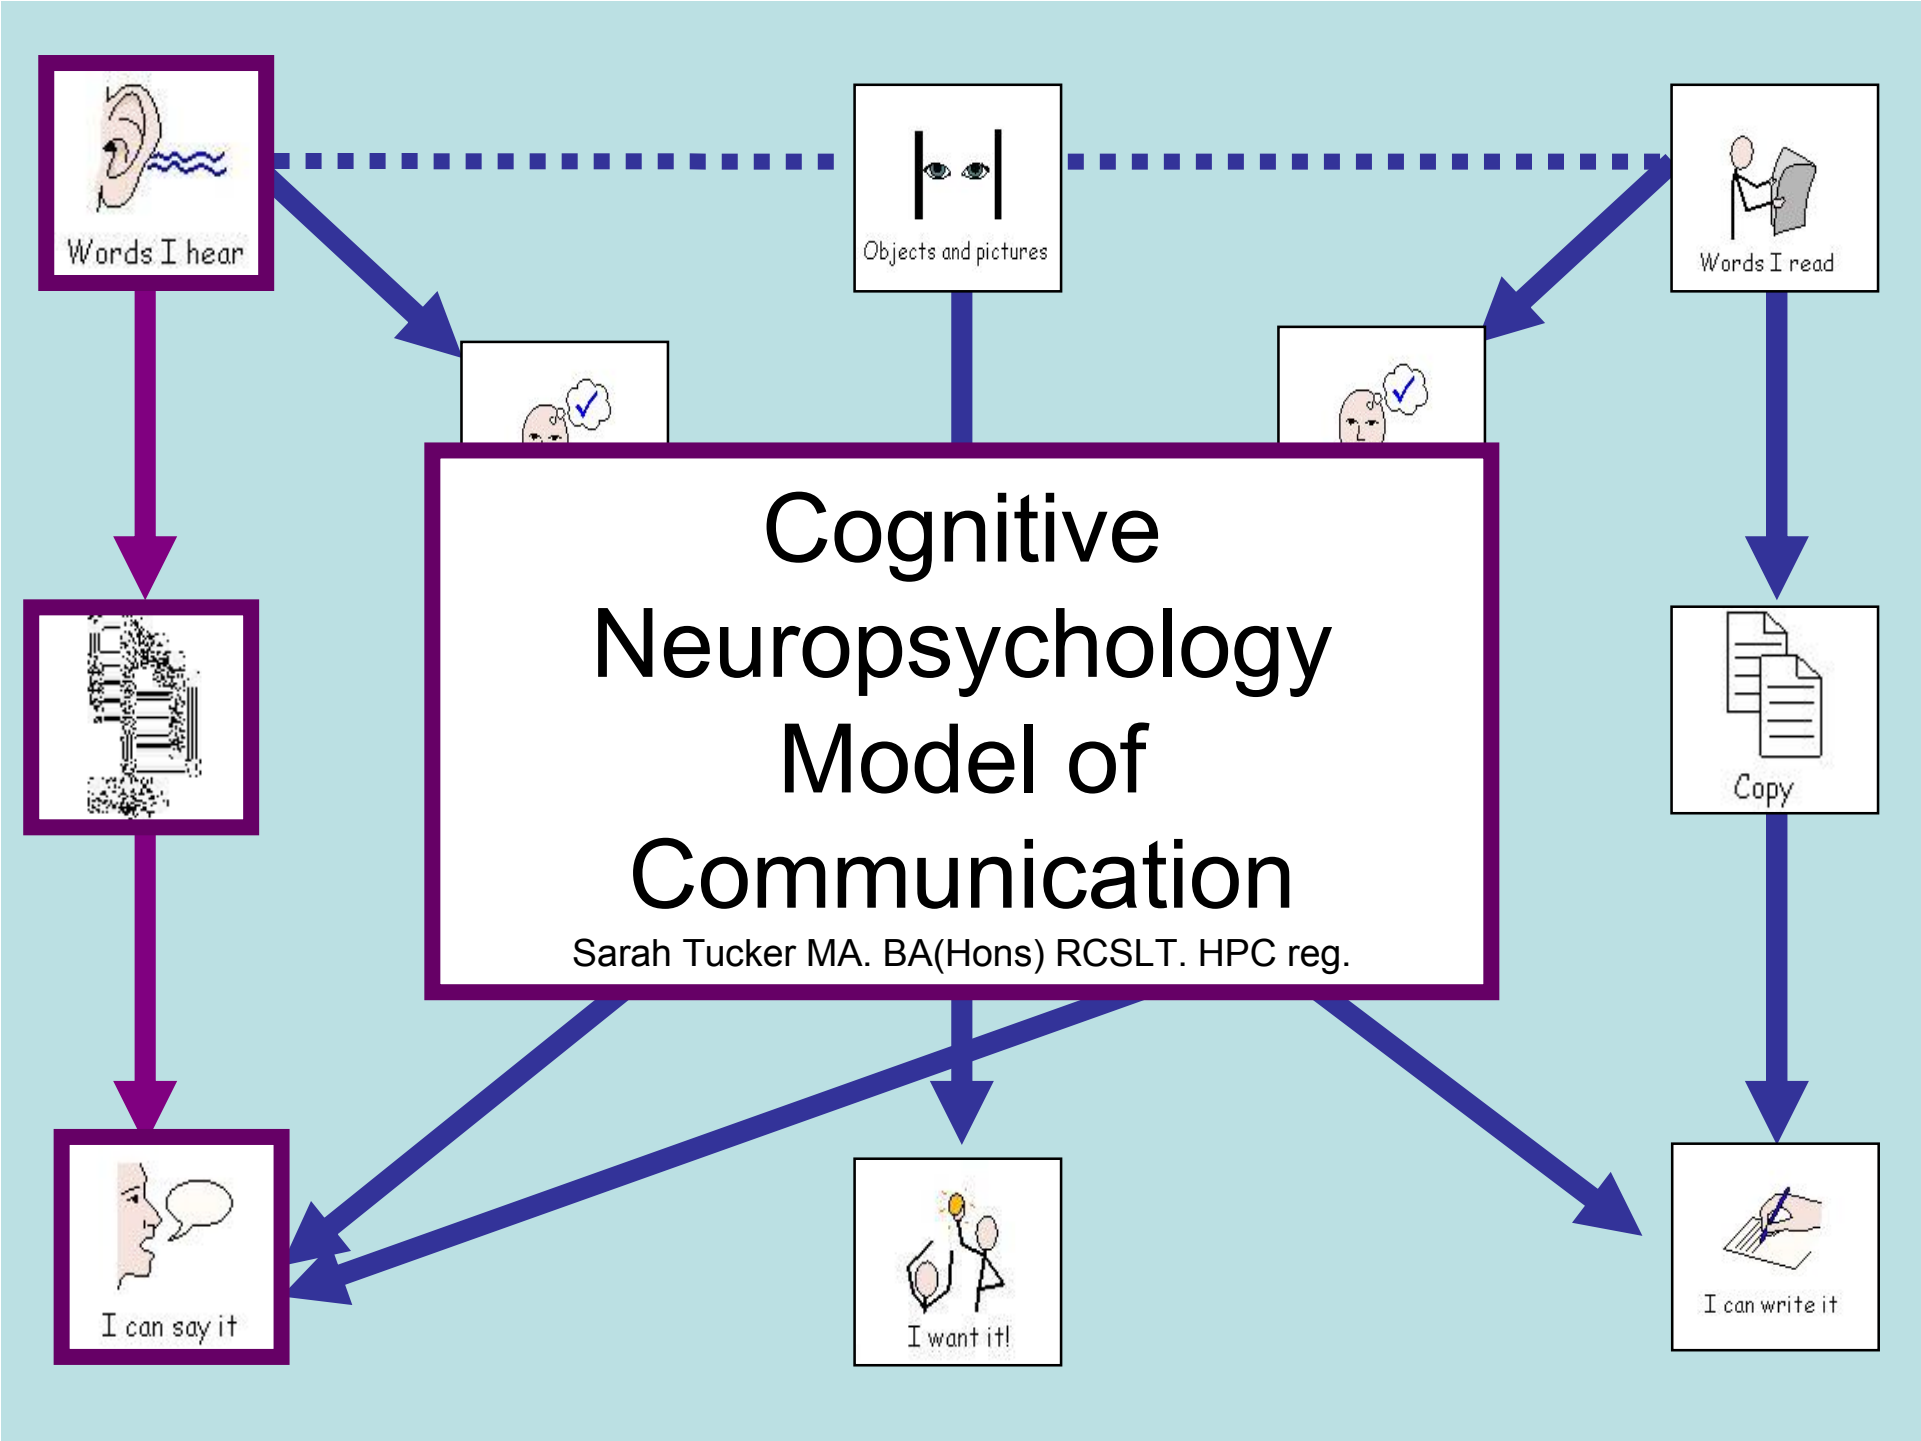 Words I hear
Objects and pictures
Words I read
Cognitive
Neuropsychology
Model of
Communication
Sarah Tucker MA. BA(Hons) RCSLT. HPC reg.
Copy
I can say it
I want it!
I can write it